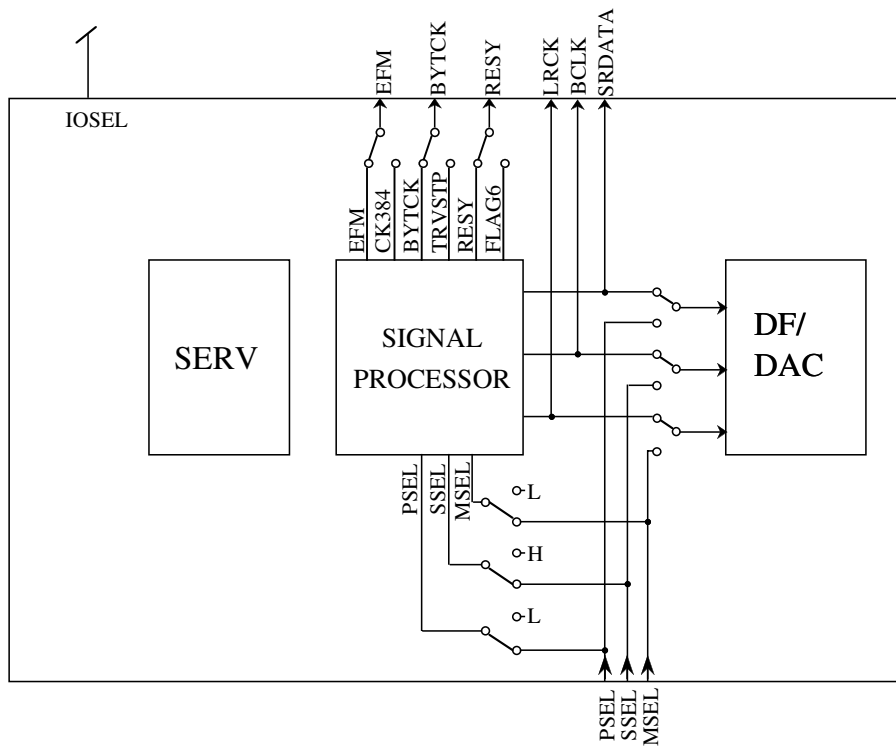 EFM
BYTCK
RESY
LRCK
BCLK
SRDATA
IOSEL
EFM
CK384
BYTCK
TRVSTP
RESY
FLAG6
SERV
SIGNAL
PROCESSOR
DF/
DAC
PSEL
SSEL
MSEL
L
H
L
PSEL
SSEL
MSEL